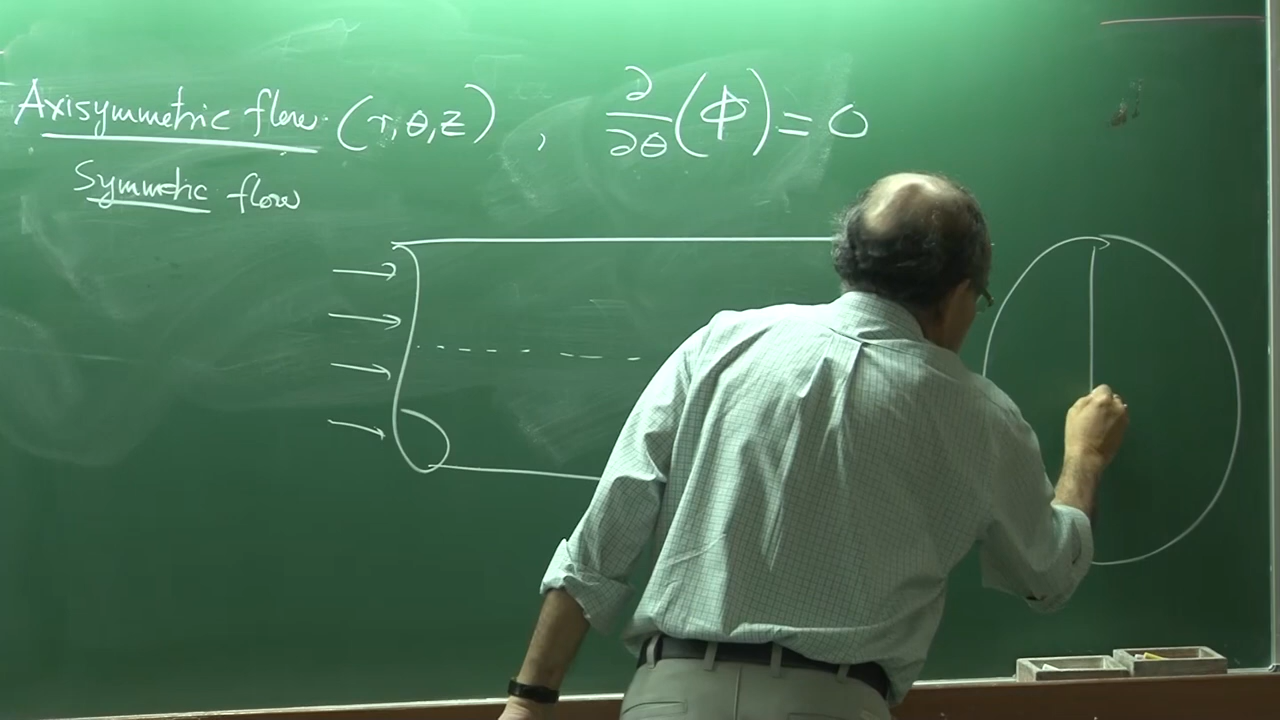 Axisymmetric flow (r, θ, z) , ∂/∂θ (ϕ) = 0
Symmetric flow